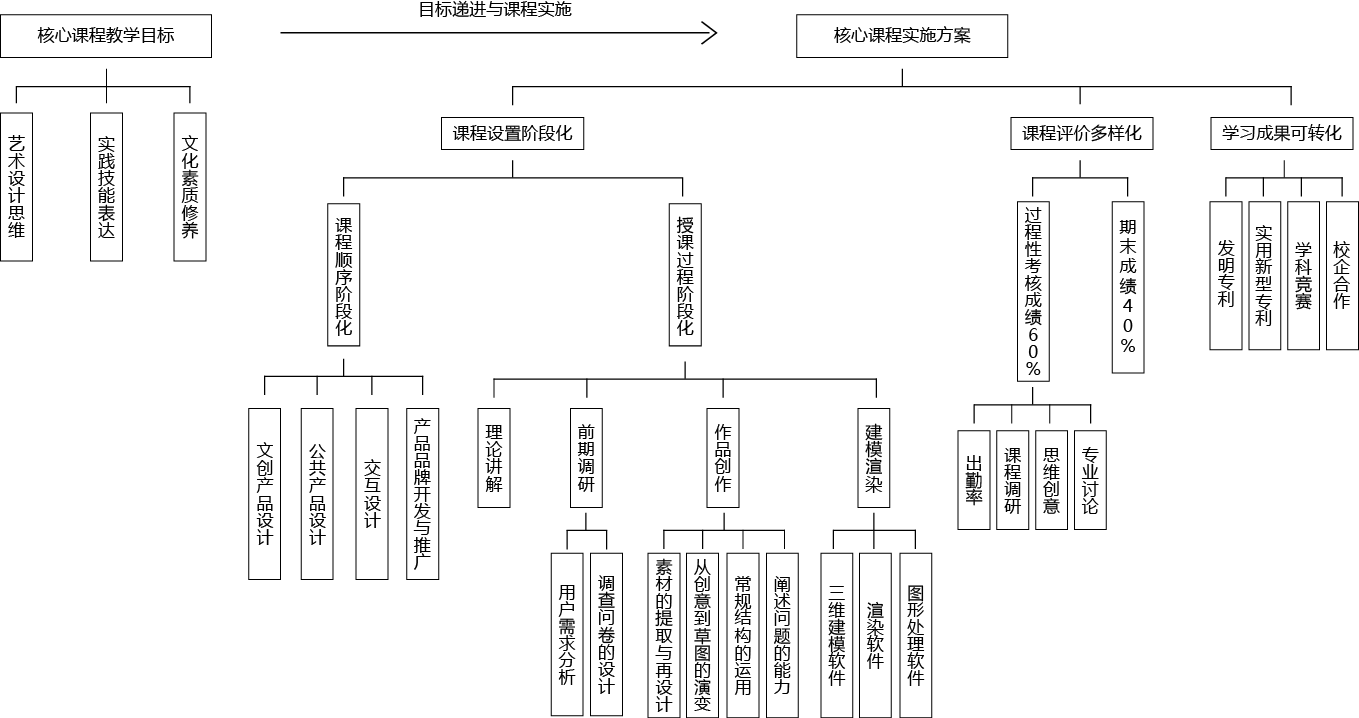 目标递进与课程实施
核心课程教学目标
核心课程实施方案
艺术设计思维
实践技能表达
文化素质修养
课程设置阶段化
课程评价多样化
学习成果可转化
课程顺序阶段化
授课过程阶段化
过程性考核成绩60%
期末成绩40%
发明专利
实用新型专利
学科竞赛
校企合作
文创产品设计
公共产品设计
交互设计
产品品牌开发与推广
理论讲解
前期调研
作品创作
建模渲染
出勤率
课程调研
思维创意
专业讨论
用户需求分析
调查问卷的设计
素材的提取与再设计
从创意到草图的演变
常规结构的运用
阐述问题的能力
三维建模软件
渲染软件
图形处理软件